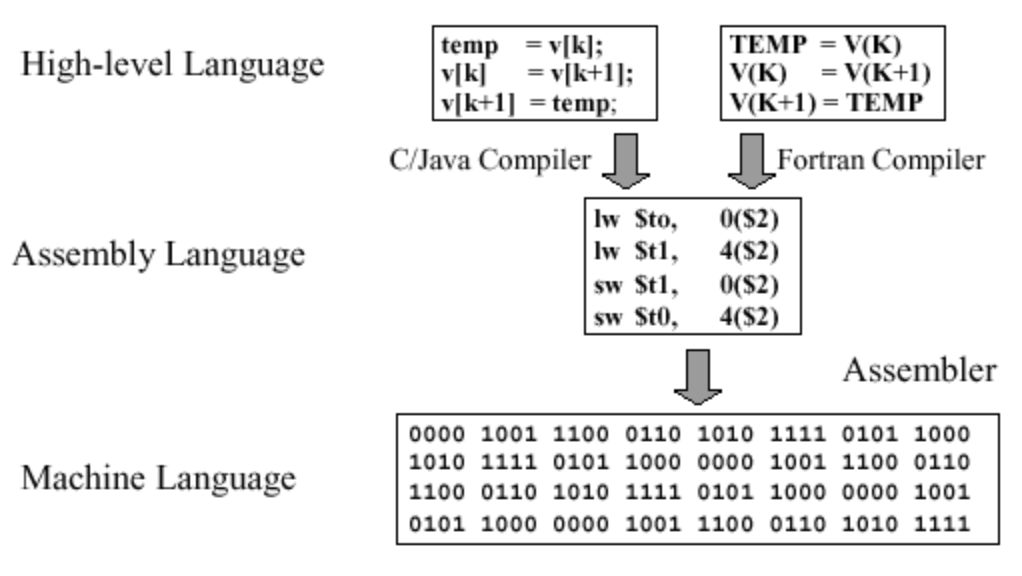 High-level Language
temp = v[k];
v[k] = v[k+1];
v[k+1] = temp;
TEMP = V(K)
V(K) = V(K+1)
V(K+1) = TEMP
C/Java Compiler
Fortran Compiler
Assembly Language
lw $to, 0($2)
lw $t1, 4($2)
sw $t1, 0($2)
sw $t0, 4($2)
Assembler
Machine Language
0000 1001 1100 0110 1010 1111 0101 1000
1010 1111 0101 1000 0000 1001 1100 0110
1100 0110 1010 1111 0101 1000 0000 1001
0101 1000 0000 1001 1100 0110 1010 1111